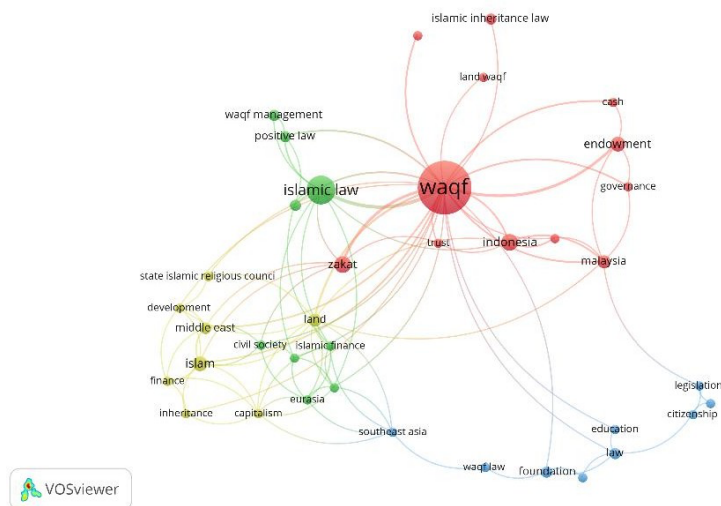 islamic inheritance law
land waqf
cash
waqf management
positive law
endowment
islamic law
waqf
governance
trust
indonesia
zakat
malaysia
state islamic religious counci
development
land
middle east
civil society
islamic finance
islam
finance
legislation
eurasia
inheritance
capitalism
citizenship
southeast asia
education
law
waqf law
foundation
VOSviewer